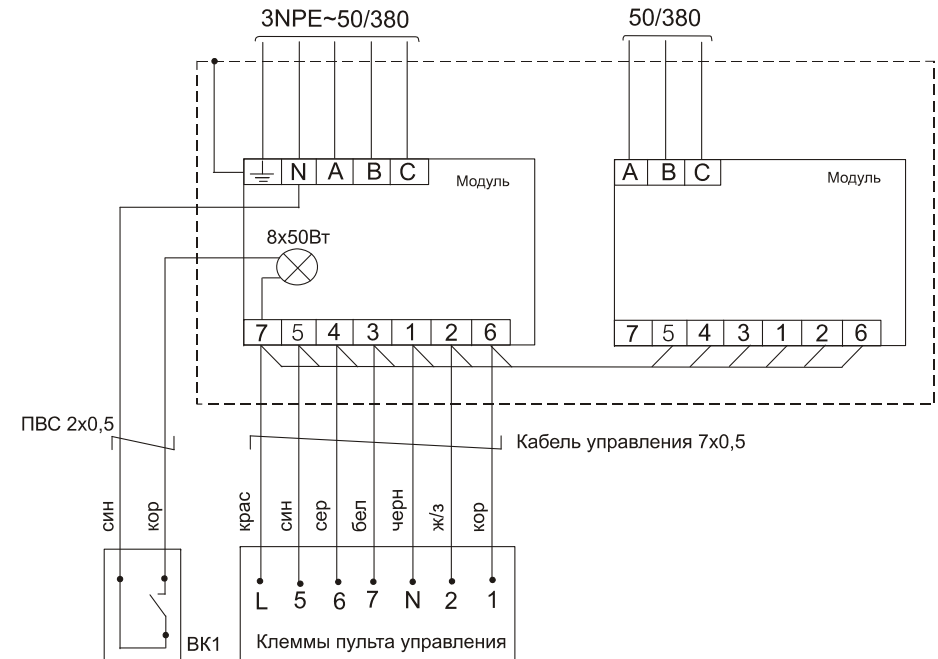 3NPE~50/380
50/380
N A B C
Модуль
A B C
Модуль
8x50Вт
7 5 4 3 1 2 6
7 5 4 3 1 2 6
ПВС 2x0,5
Кабель управления 7x0,5
син
кор
крас
син
сер
бел
черн
ж/з
кор
L 5 6 7 N 2 1
ВК1
Клеммы пульта управления